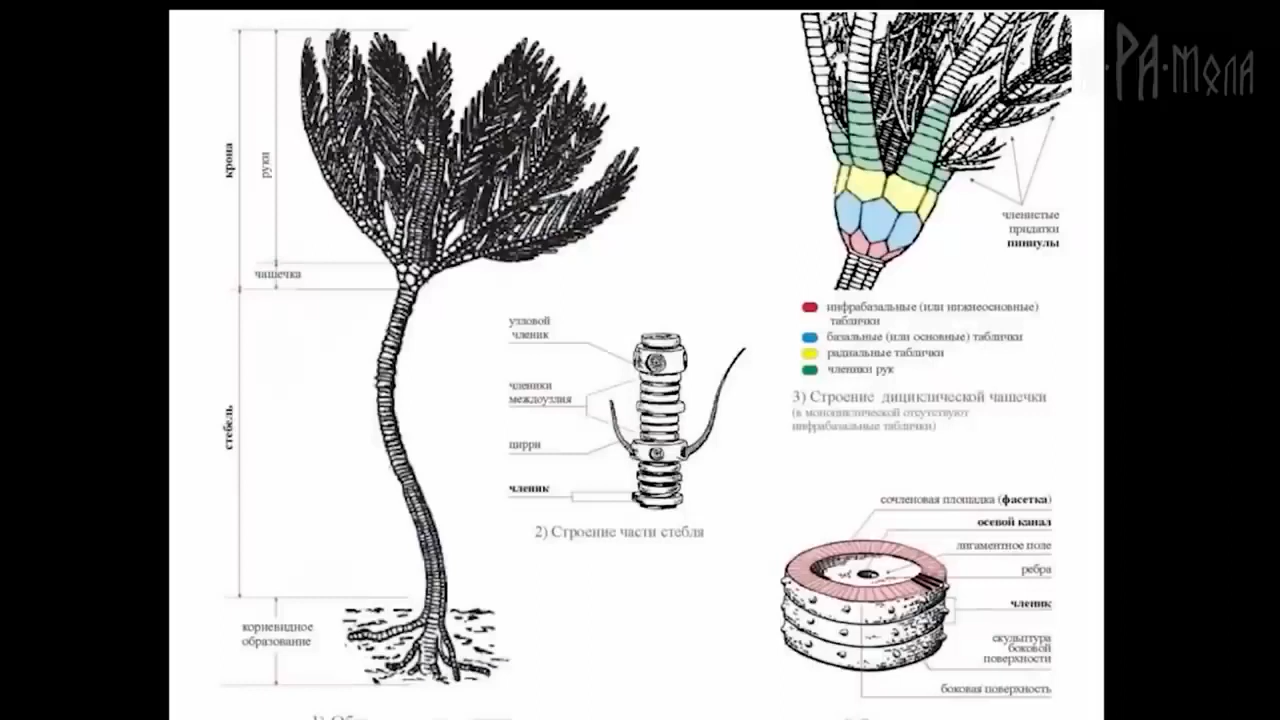 РА·Мола
крона
руки
чашечка
стебель
корневидное
образование
узловой
членик
членики
междоузлия
цирри
членик
2) Строение части стебля
членистые
придатки
пиннулы
инфрабазальные (или нижнеосновные)
таблички
базальные (или основные) таблички
радиальные таблички
членики рук
3) Строение дициклической чашечки
(в моноциклической отсутствуют
инфрабазальные таблички)
сочленовая площадка (фасетка)
осевой канал
лигаментное поле
ребра
членик
скульптура
боковой
поверхности
боковая поверхность